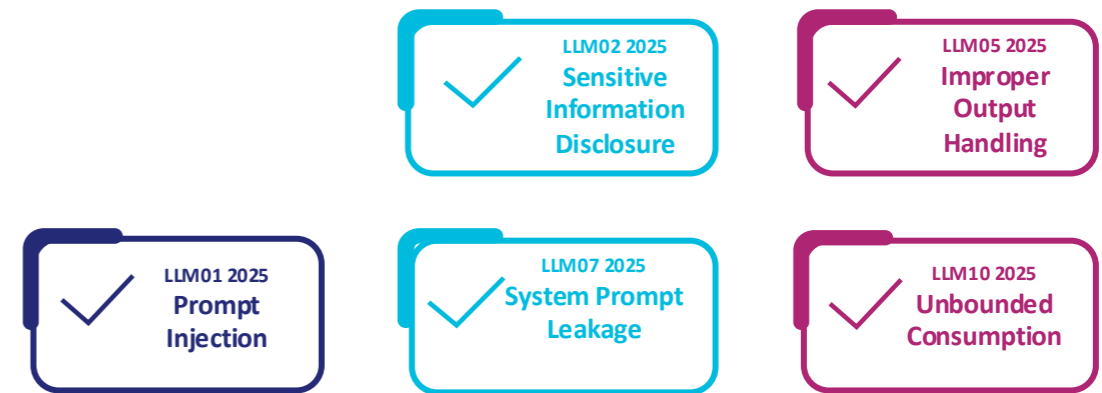 LLM02 2025
Sensitive
Information
Disclosure
LLM05 2025
Improper
Output
Handling
LLM01 2025
Prompt
Injection
LLM07 2025
System Prompt
Leakage
LLM10 2025
Unbounded
Consumption